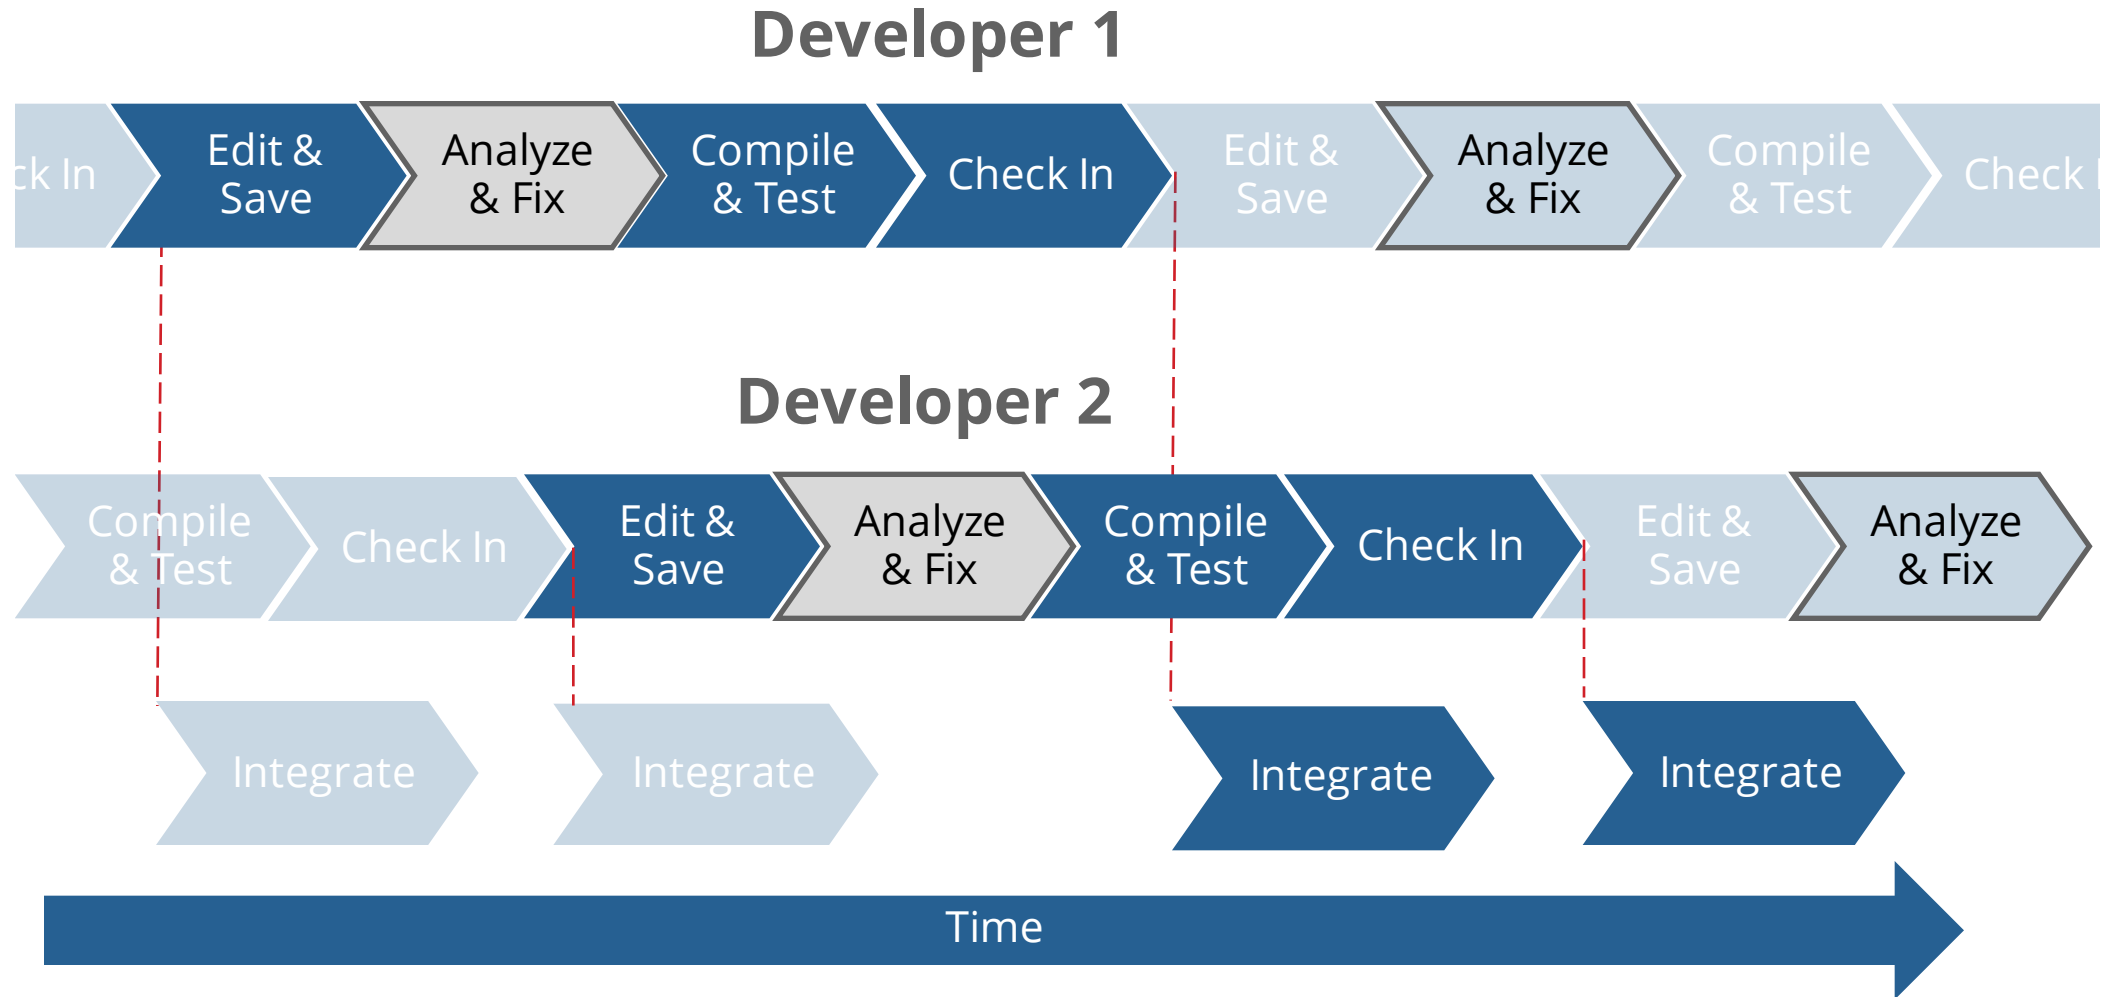 Developer 1
ck In
Edit &
Save
Analyze
& Fix
Compile
& Test
Check In
Edit &
Save
Analyze
& Fix
Compile
& Test
Check
Developer 2
Compile
& Test
Check In
Edit &
Save
Analyze
& Fix
Compile
& Test
Check In
Edit &
Save
Analyze
& Fix
Integrate
Integrate
Integrate
Integrate
Time